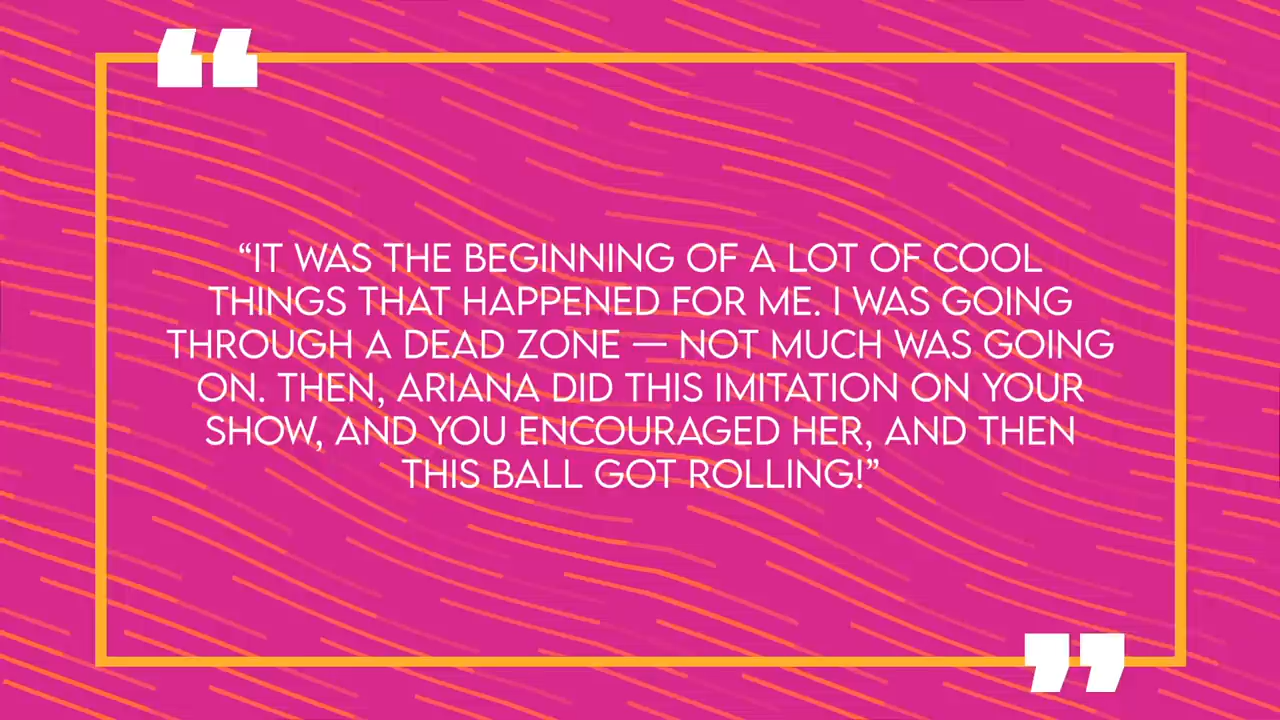 “IT WAS THE BEGINNING OF A LOT OF COOL
THINGS THAT HAPPENED FOR ME. I WAS GOING
THROUGH A DEAD ZONE — NOT MUCH WAS GOING
ON. THEN, ARIANA DID THIS IMITATION ON YOUR
SHOW, AND YOU ENCOURAGED HER, AND THEN
THIS BALL GOT ROLLING!”